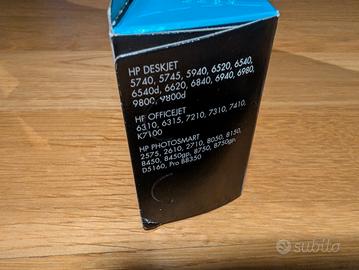 HP DESKJET
5740, 5745, 5940, 6520, 6540,
6540d, 6620, 6840, 6940, 6980,
9800, 9800d
HP OFFICEJET
6310, 6315, 7210, 7310, 7410,
K7100
HP PHOTOSMART
2575, 2610, 2710, 8050, 8150,
8450, 8450gp, 8750, 8750gp,
D5160, Pro B8350
subito